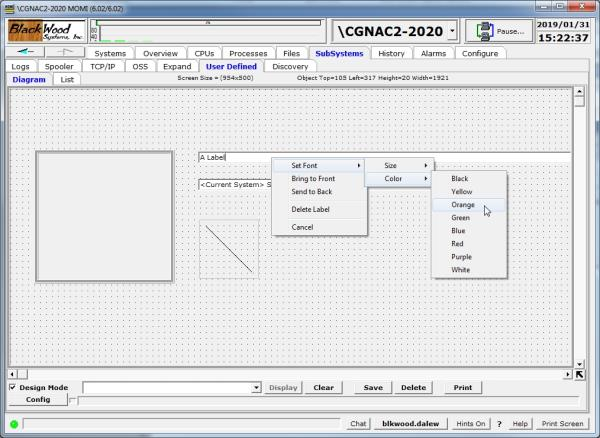 \CGNAC2-2020 MOMI (6.02/6.02)
BlackWood
Systems, Inc.
80
40
\CGNAC2-2020
Pause...
2019/01/31
15:22:37
Systems Overview CPUs Processes Files SubSystems History Alarms Configure
Logs Spooler TCP/IP OSS Expand User Defined Discovery
Diagram List Screen Size = (954x500) Object Top=105 Left=317 Height=20 Width=1921
A Label
Set Font Size Black
Bring to Front Color Yellow
<Current System> S Send to Back Orange
Delete Label Green
Cancel Blue
Red
Purple
White
Design Mode Display Clear Save Delete Print
Config
Chat blkwood.dalew Hints On ? Help Print Screen